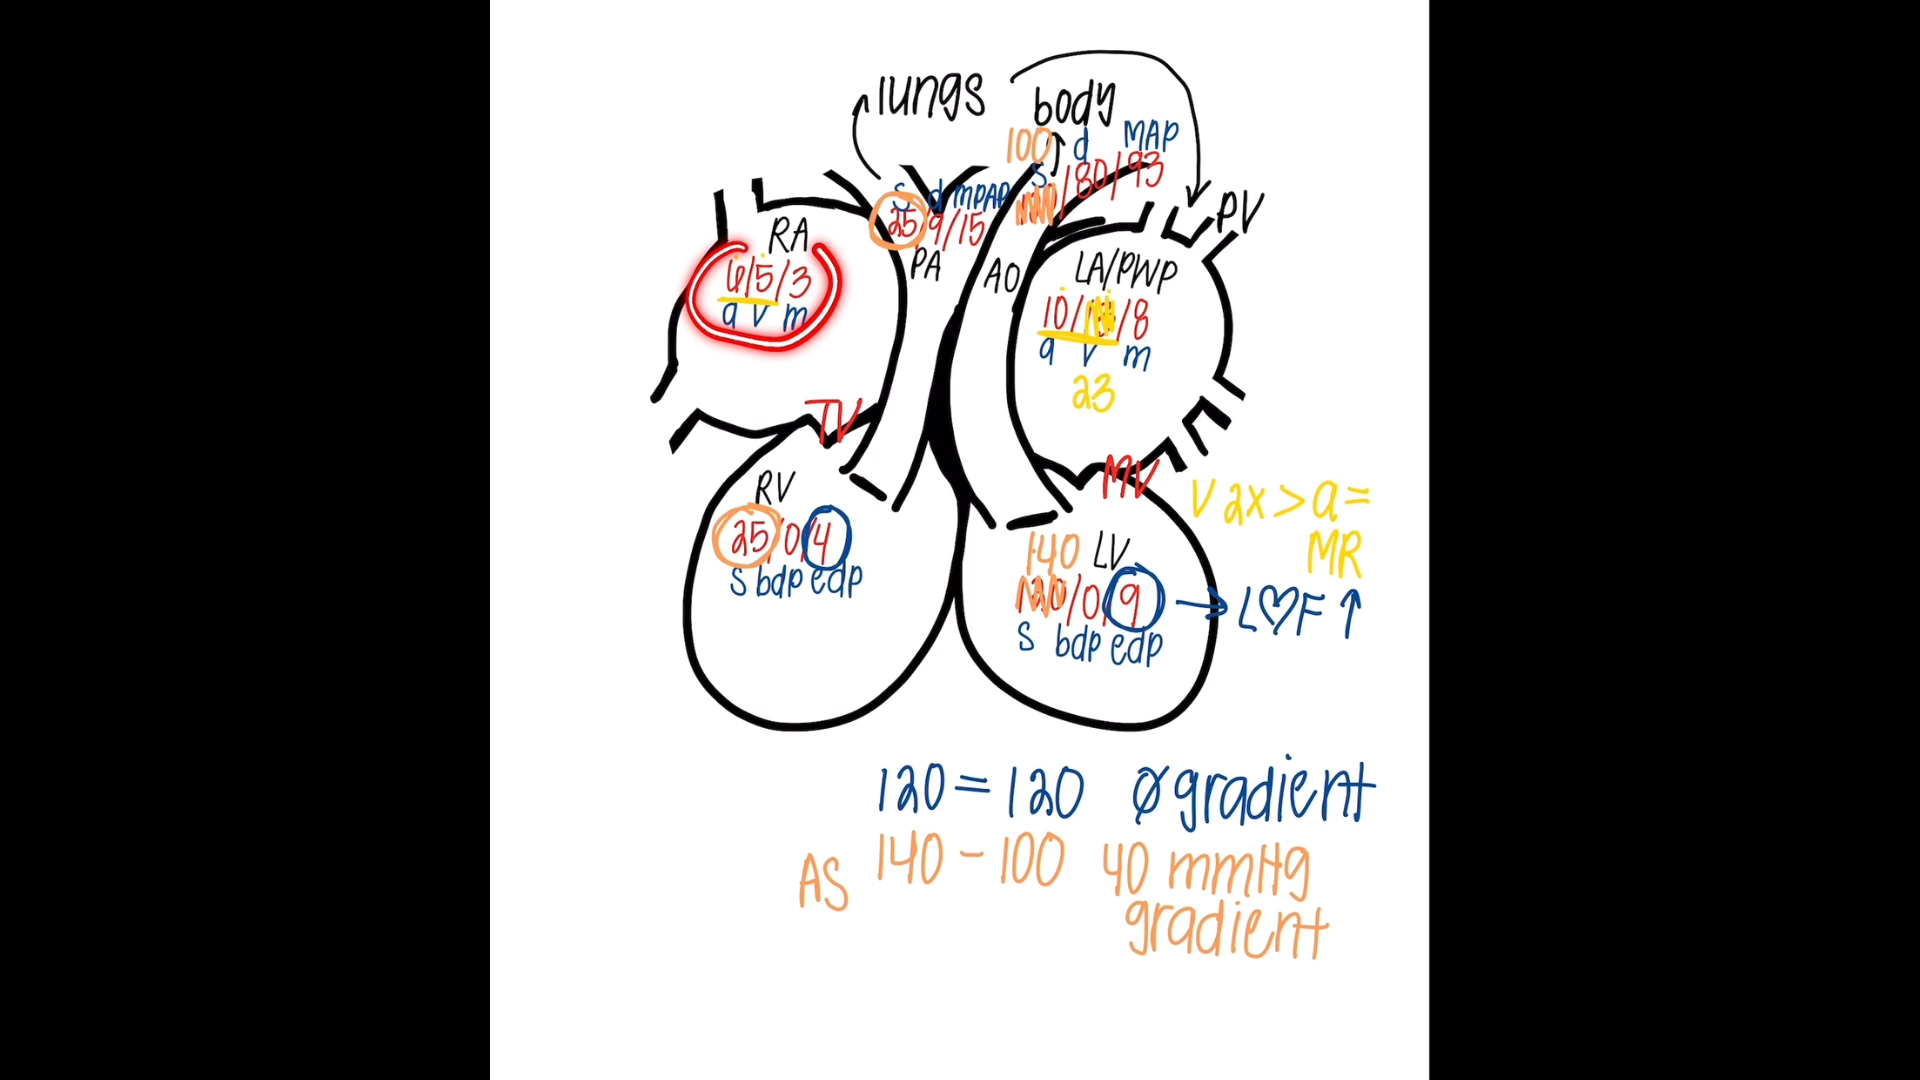 lungs
body
100 d MAP
s
/80/93
s d mPAP
25/9/15
PA
AO
RA
6/5/3
a v m
PV
LA/PWP
10/ /8
a v m
23
TV
MV
RV
25/0/4
s bdp edp
140 LV
120/0/9
s bdp edp
V 2x > a =
MR
→ L♡F ↑
120 = 120 Ø gradient
AS 140 - 100 40 mmHg
gradient